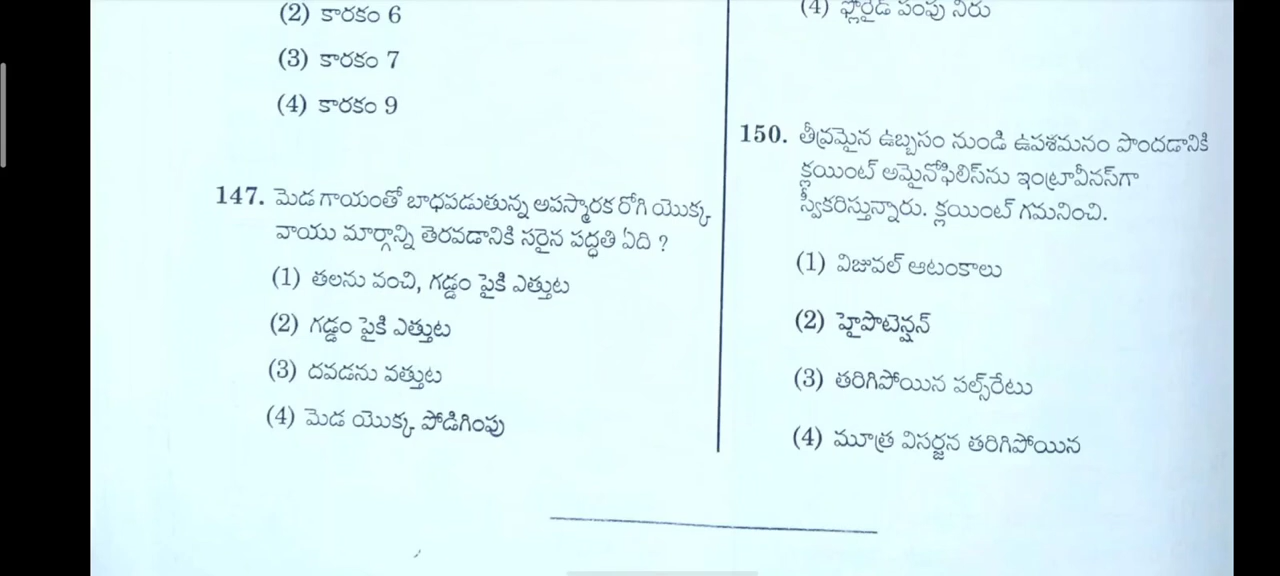 (2) కారకం 6
(3) కారకం 7
(4) కారకం 9
147. మెడ గాయంతో బాధపడుతున్న అపస్మారక రోగి యొక్క
వాయు మార్గాన్ని తెరవడానికి సరైన పద్ధతి ఏది ?
(1) తలను వంచి, గడ్డం పైకి ఎత్తుట
(2) గడ్డం పైకి ఎత్తుట
(3) దవడను వత్తుట
(4) మెడ యొక్క పోడిగింపు
(4) ఫ్లోరైడ్ పంపు నీరు
150. తీవ్రమైన ఉబ్బసం నుండి ఉపశమనం పొందడానికి
క్లయింట్ అమైనోఫిలిస్‌ను ఇంట్రావీనస్‌గా
స్వీకరిస్తున్నారు. క్లయింట్ గమనించి.
(1) విజువల్ ఆటంకాలు
(2) హైపొటెన్షన్
(3) తరిగిపోయిన పల్స్‌రేటు
(4) మూత్ర విసర్జన తరిగిపోయిన